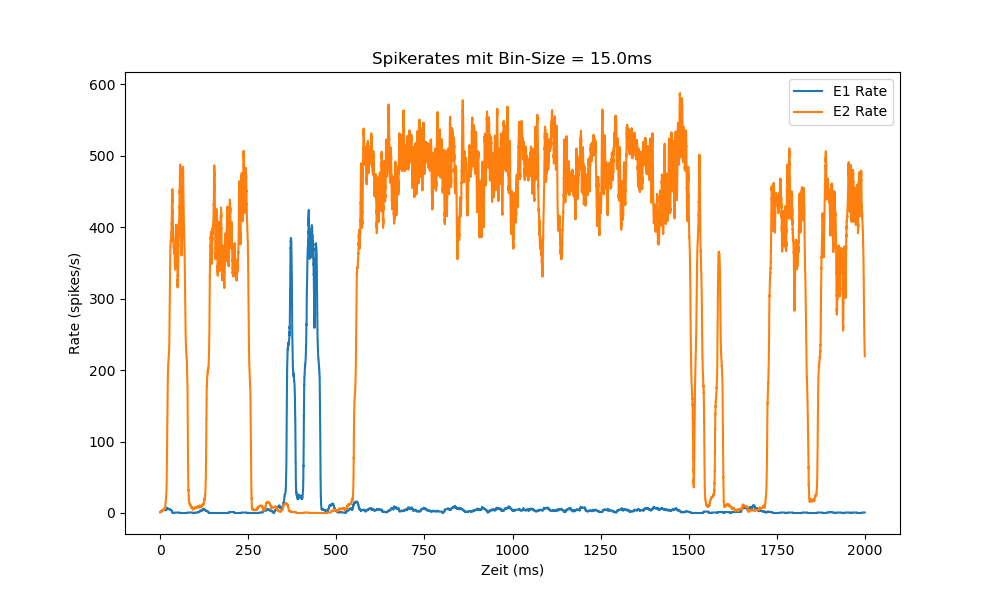 Spikerates mit Bin-Size = 15.0ms
E1 Rate
E2 Rate
Rate (spikes/s)
600
500
400
300
200
100
0
0 250 500 750 1000 1250 1500 1750 2000
Zeit (ms)